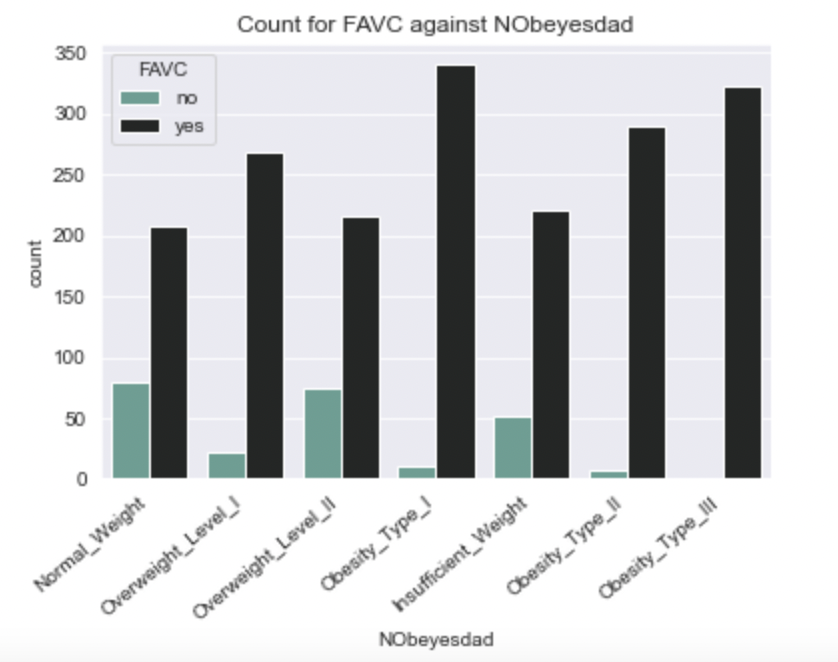 Count for FAVC against NObeyesdad
350
300
250
200
150
100
50
0
count
FAVC
no
yes
Normal_Weight
Overweight_Level_I
Overweight_Level_II
Obesity_Type_I
Insufficient_Weight
Obesity_Type_II
Obesity_Type_III
NObeyesdad